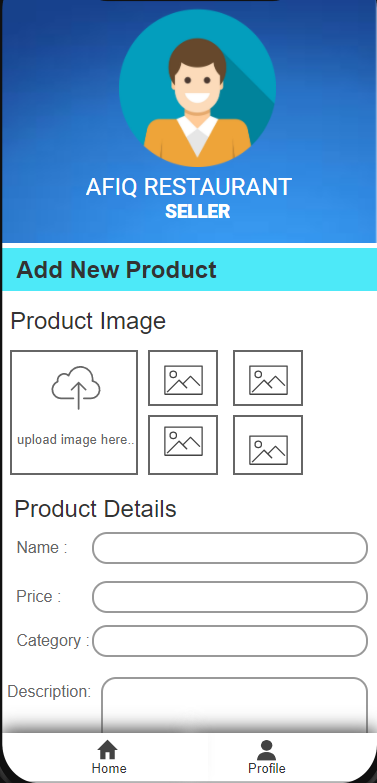 AFIQ RESTAURANT
SELLER
Add New Product
Product Image
upload image here..
Product Details
Name :
Price :
Category :
Description:
Home
Profile